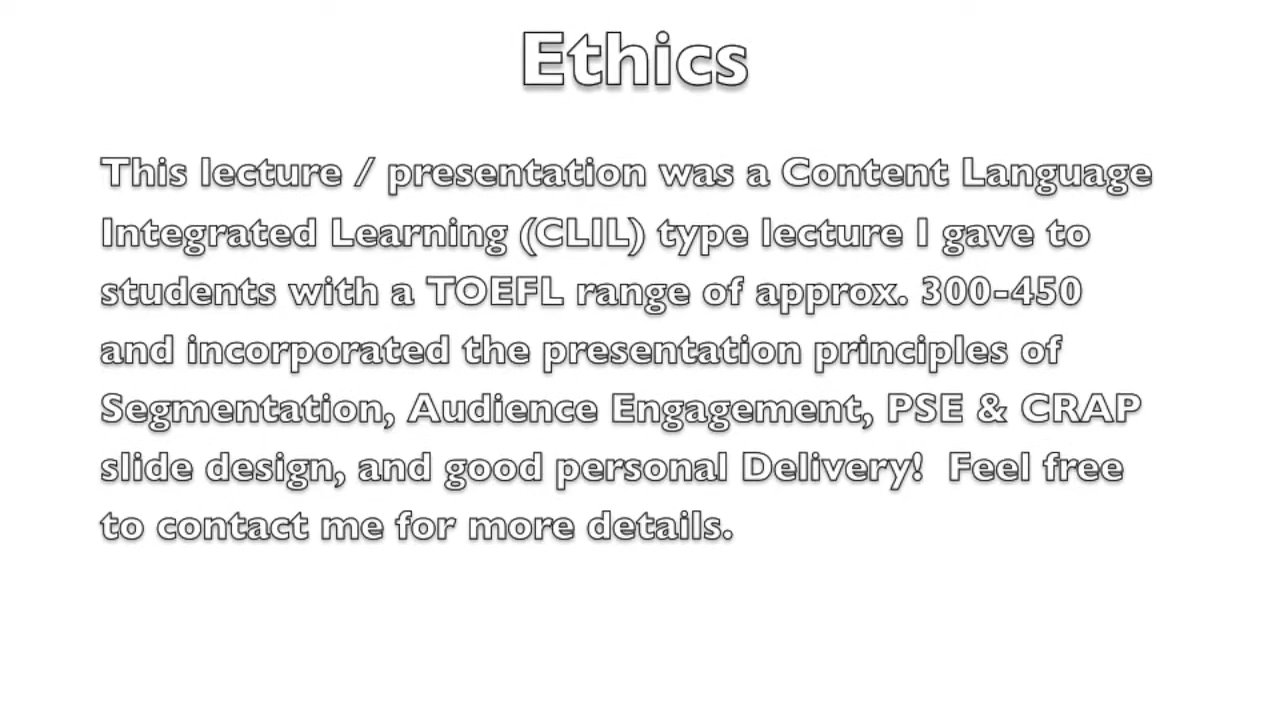 Ethics
This lecture / presentation was a Content Language
Integrated Learning (CLIL) type lecture I gave to
students with a TOEFL range of approx. 300-450
and incorporated the presentation principles of
Segmentation, Audience Engagement, PSE & CRAP
slide design, and good personal Delivery!  Feel free
to contact me for more details.